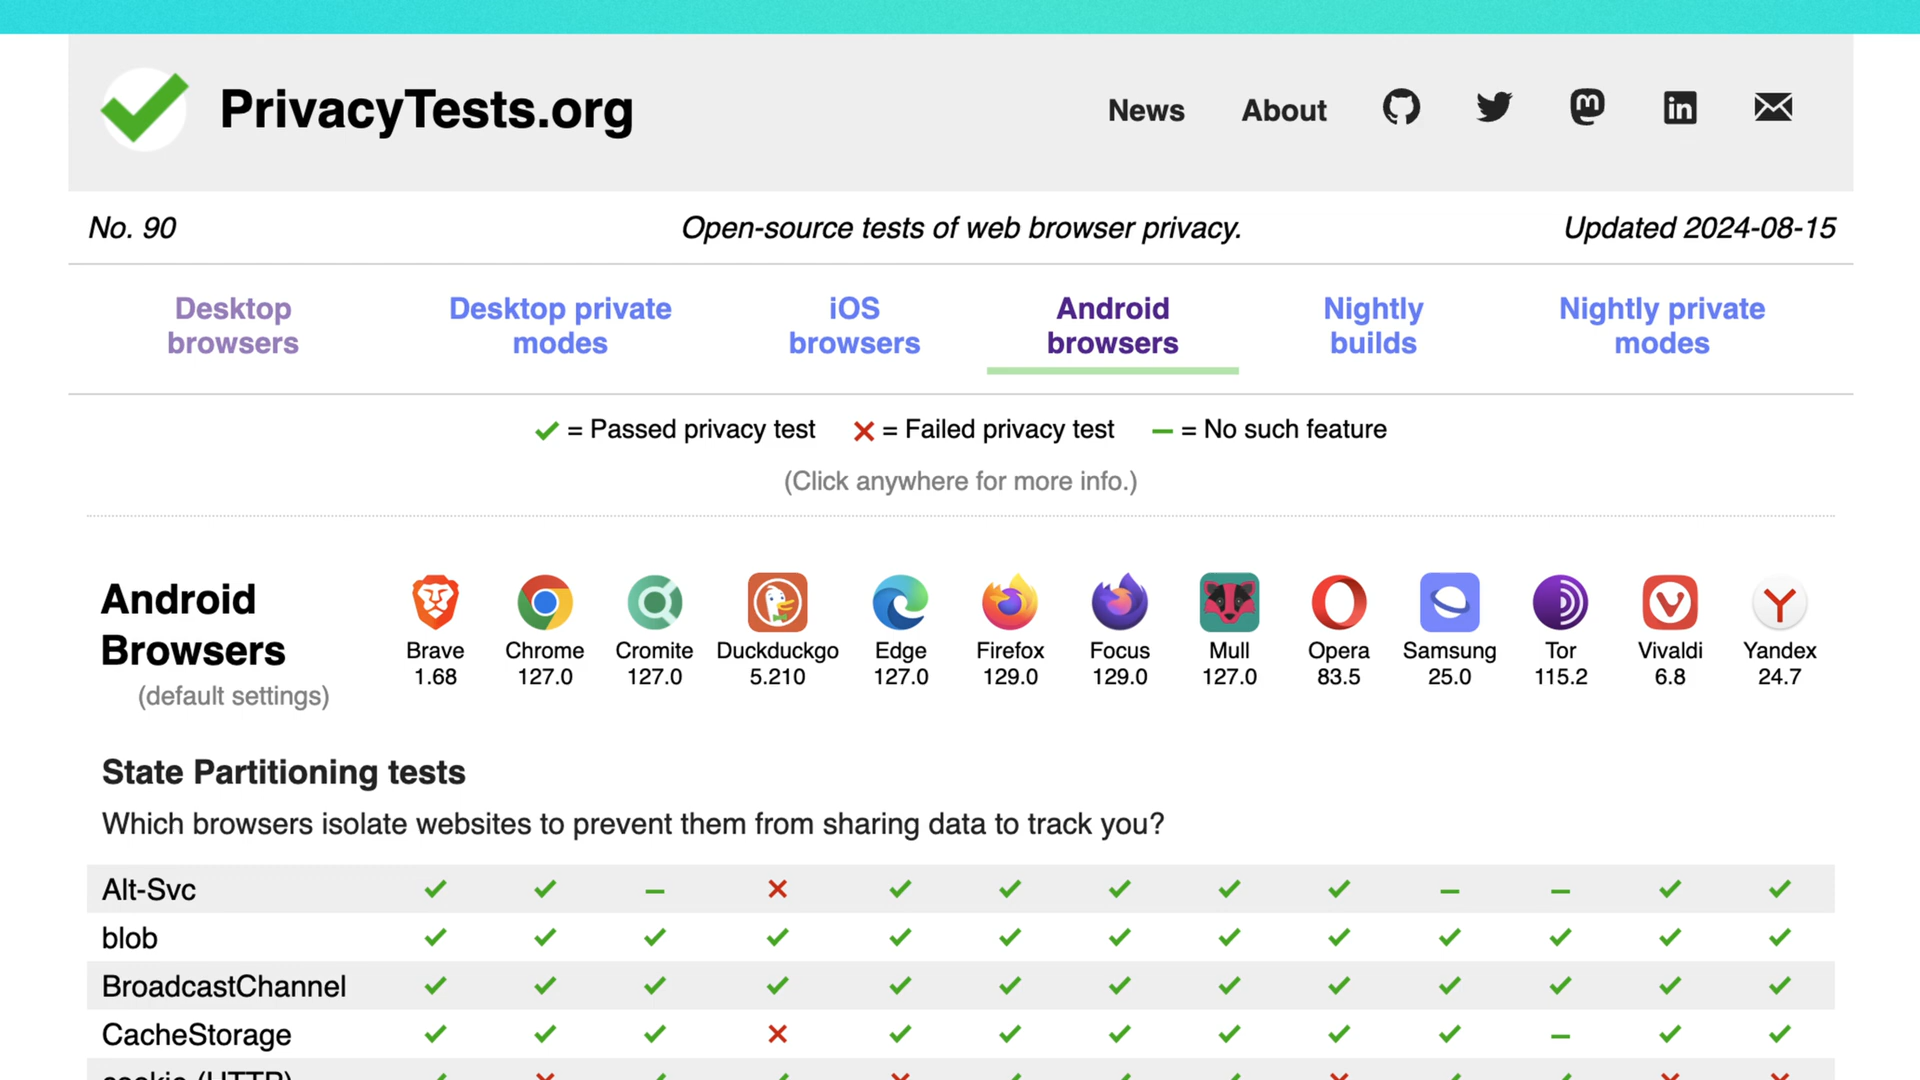 PrivacyTests.org
News About
No. 90 Open-source tests of web browser privacy. Updated 2024-08-15
Desktop browsers
Desktop private modes
iOS browsers
Android browsers
Nightly builds
Nightly private modes
= Passed privacy test = Failed privacy test = No such feature
(Click anywhere for more info.)
Android
Browsers
(default settings)
Brave 1.68
Chrome 127.0
Cromite 127.0
Duckduckgo 5.210
Edge 127.0
Firefox 129.0
Focus 129.0
Mull 127.0
Opera 83.5
Samsung 25.0
Tor 115.2
Vivaldi 6.8
Yandex 24.7
State Partitioning tests
Which browsers isolate websites to prevent them from sharing data to track you?
Alt-Svc
blob
BroadcastChannel
CacheStorage
cookie (HTTP)